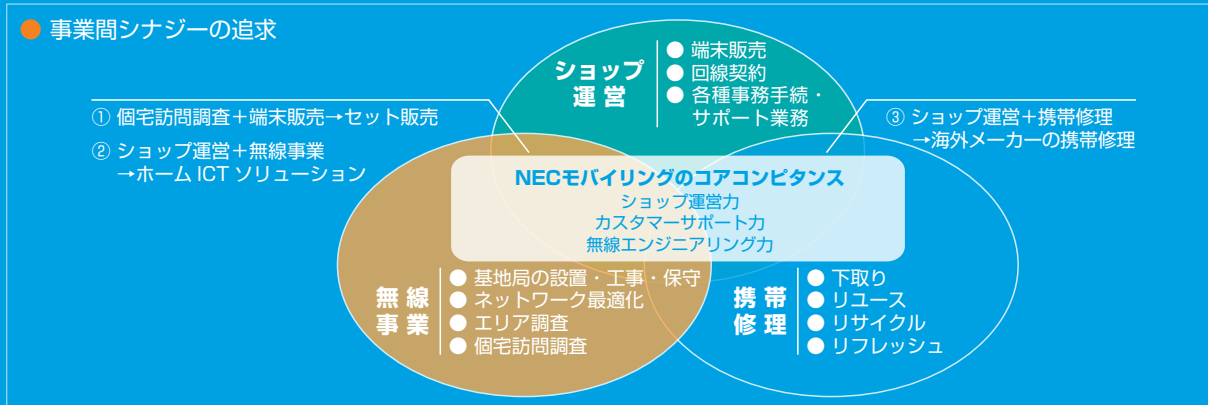 事業間シナジーの追求
ショップ
運営
● 端末販売
● 回線契約
● 各種事務手続・
サポート業務
① 個宅訪問調査＋端末販売→セット販売
② ショップ運営＋無線事業
→ホーム ICT ソリューション
③ ショップ運営＋携帯修理
→海外メーカーの携帯修理
NECモバイリングのコアコンピタンス
ショップ運営力
カスタマーサポート力
無線エンジニアリング力
無線
事業
● 基地局の設置・工事・保守
● ネットワーク最適化
● エリア調査
● 個宅訪問調査
携帯
修理
● 下取り
● リユース
● リサイクル
● リフレッシュ